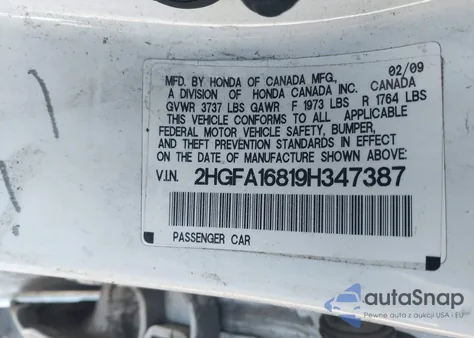 02/09
MFD. BY HONDA OF CANADA MFG.,
A DIVISION OF HONDA CANADA INC. CANADA
GVWR 3737 LBS GAWR F 1973 LBS R 1764 LBS
THIS VEHICLE CONFORMS TO ALL APPLICABLE
FEDERAL MOTOR VEHICLE SAFETY, BUMPER,
AND THEFT PREVENTION STANDARDS IN EFFECT
ON THE DATE OF MANUFACTURE SHOWN ABOVE:
V.I.N. 2HGFA16819H347387
PASSENGER CAR
autoSnap
Pewne auto z aukcji USA i EU